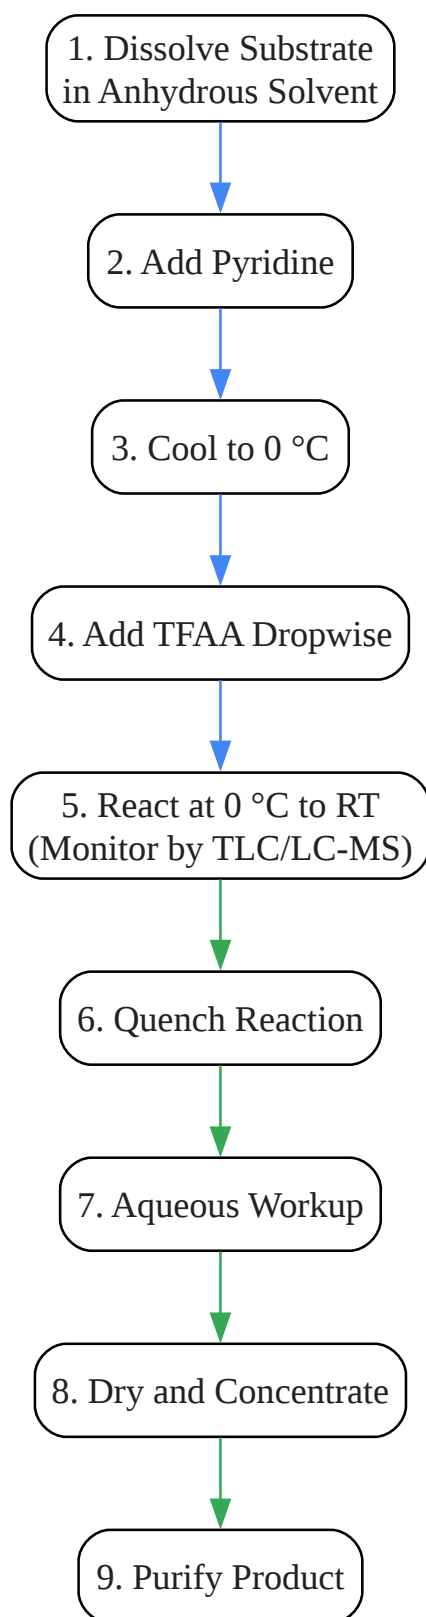 1. Dissolve Substrate
in Anhydrous Solvent
2. Add Pyridine
3. Cool to 0 °C
4. Add TFAA Dropwise
5. React at 0 °C to RT
(Monitor by TLC/LC-MS)
6. Quench Reaction
7. Aqueous Workup
8. Dry and Concentrate
9. Purify Product